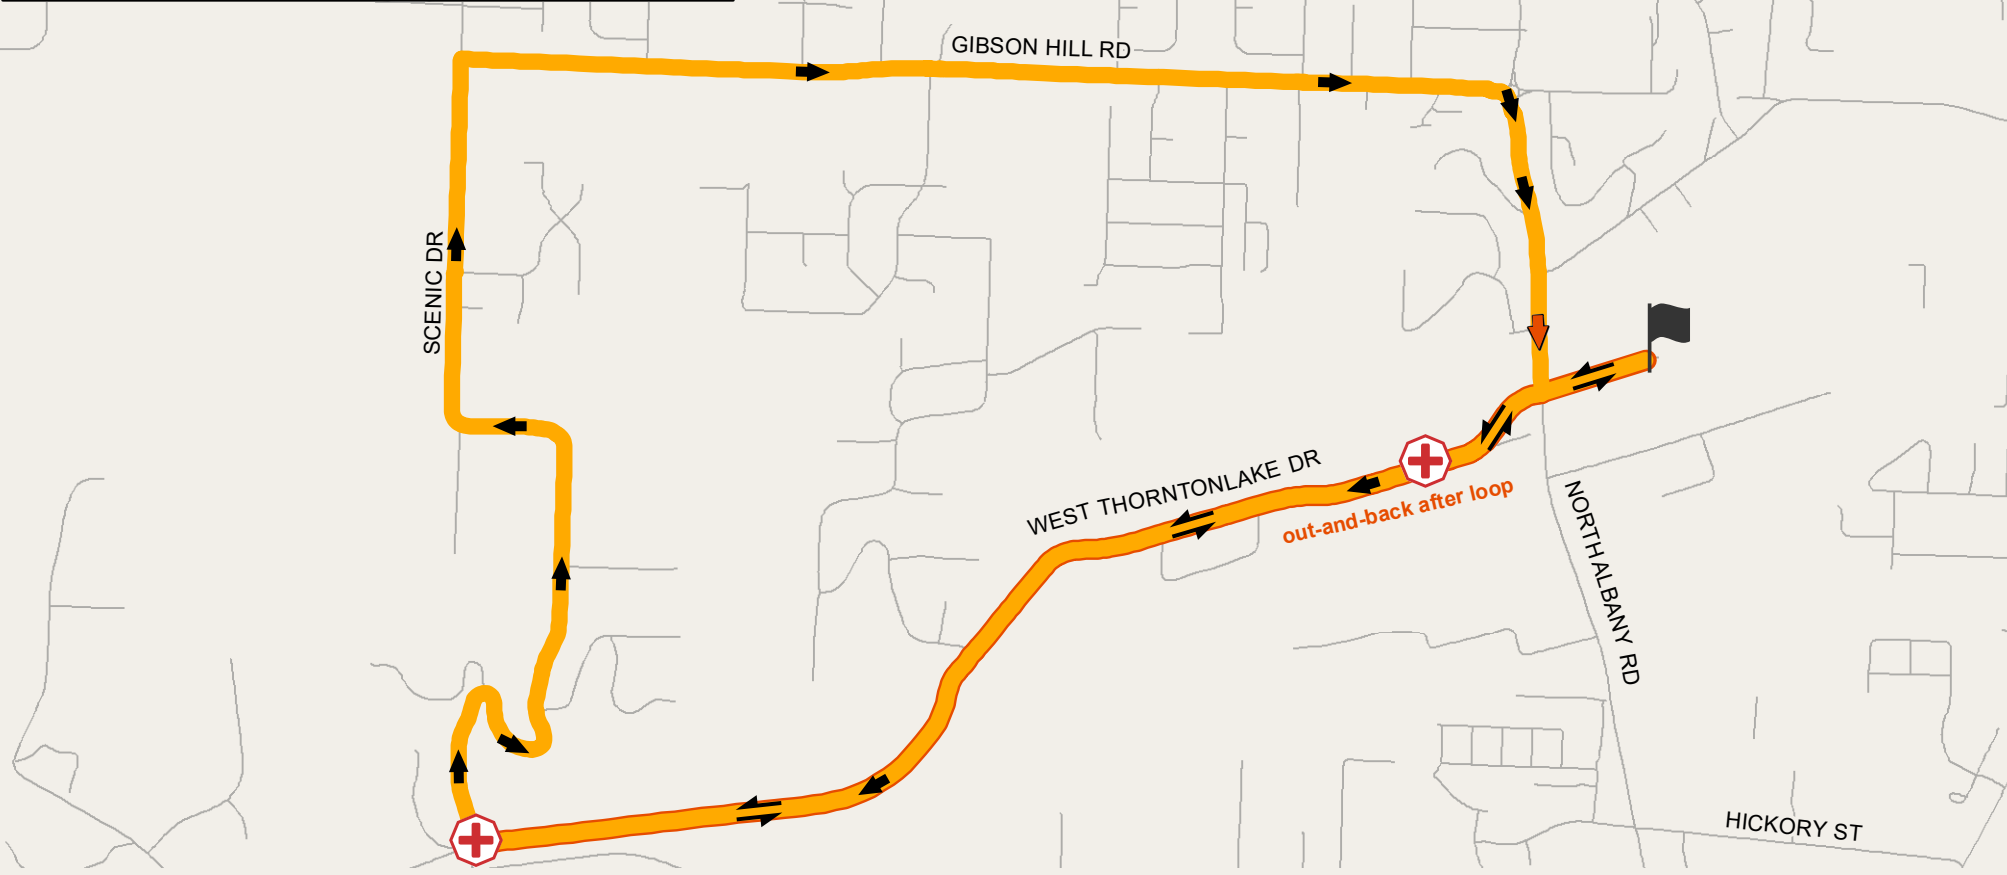 GIBSON HILL RD
SCENIC DR
WEST THORNTONLAKE DR
out-and-back after loop
NORTHALBANY RD
HICKORY ST